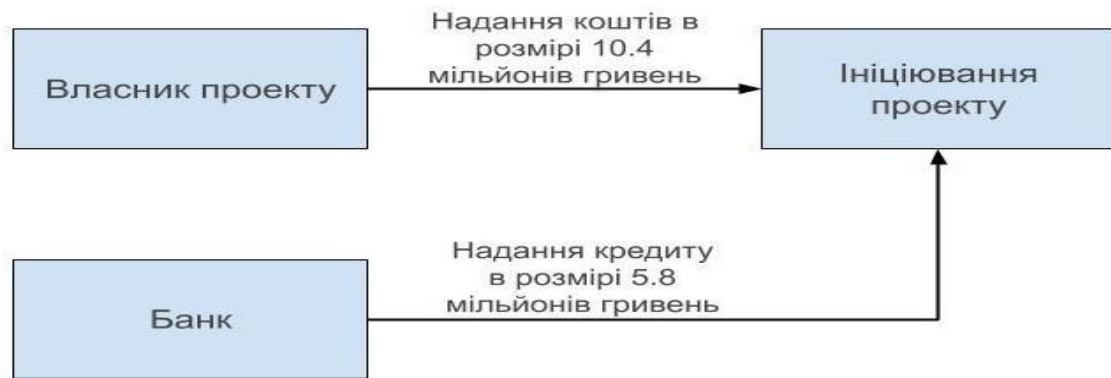 Власник проекту
Надання коштів в
розмірі 10.4
мільйонів гривень
Ініціювання
проекту
Банк
Надання кредиту
в розмірі 5.8
мільйонів гривень